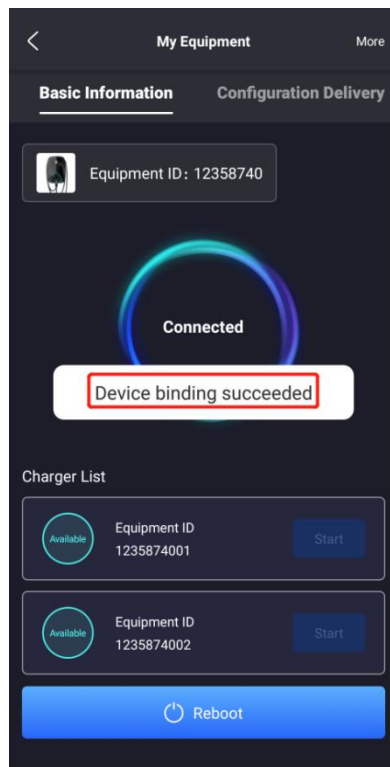 My Equipment
More
Basic Information
Configuration Delivery
Equipment ID: 12358740
Connected
Device binding succeeded
Charger List
Available
Equipment ID
1235874001
Start
Available
Equipment ID
1235874002
Start
Reboot